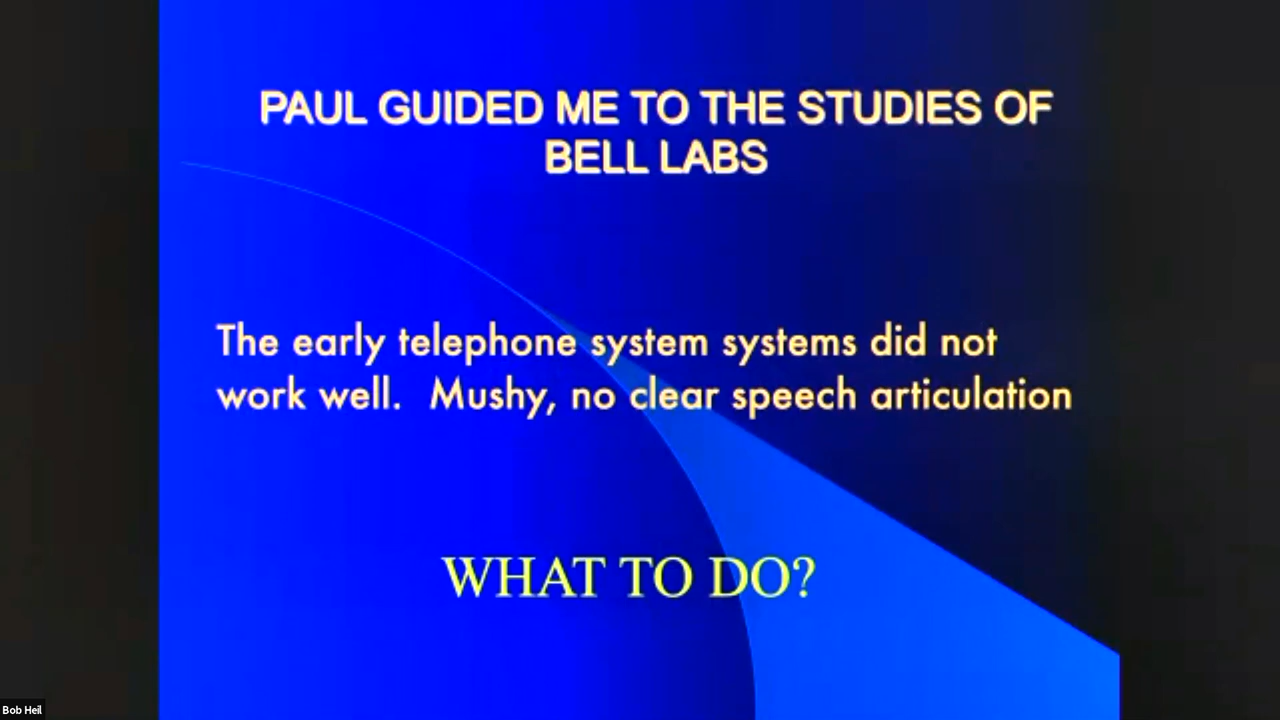 PAUL GUIDED ME TO THE STUDIES OF
BELL LABS
The early telephone system systems did not
work well.  Mushy, no clear speech articulation
WHAT TO DO?
Bob Heil